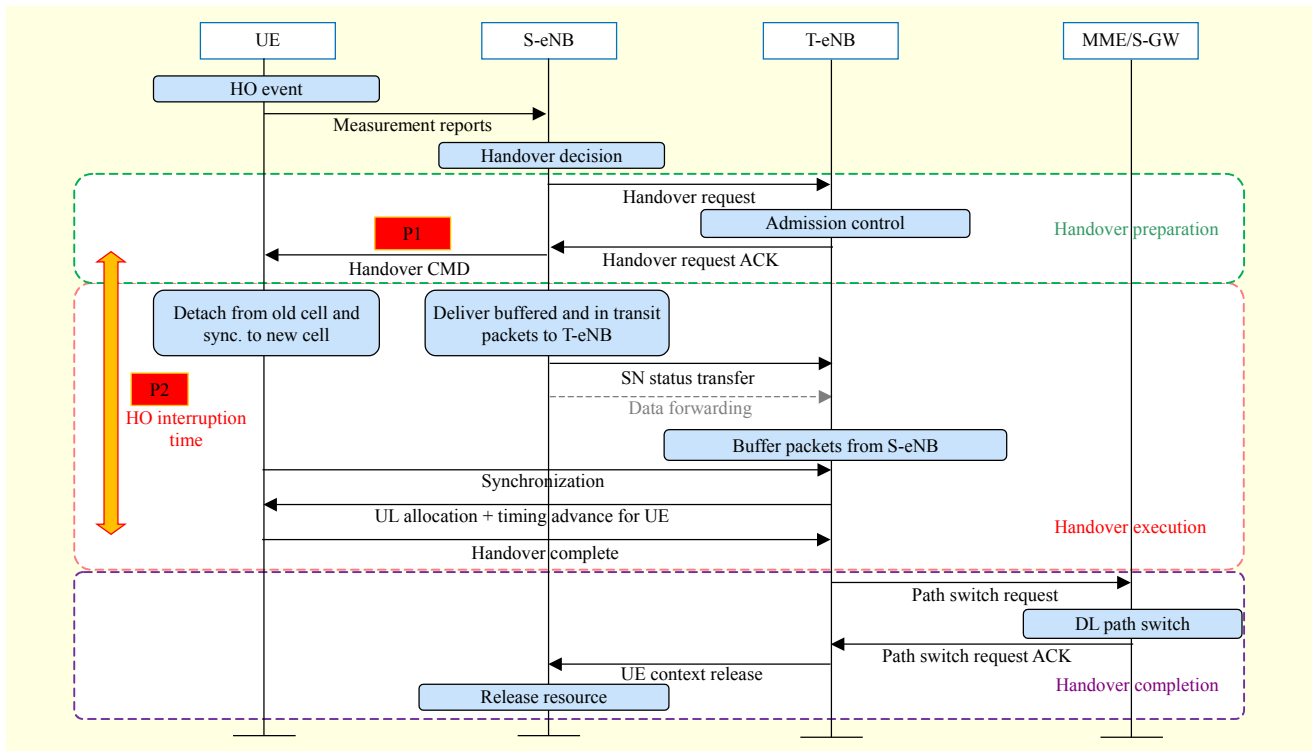 UE
S-eNB
T-eNB
MME/S-GW
HO event
Measurement reports
Handover decision
Handover request
Admission control
Handover preparation
P1
Handover request ACK
Handover CMD
Detach from old cell and
sync. to new cell
Deliver buffered and in transit
packets to T-eNB
SN status transfer
P2
HO interruption
time
Data forwarding
Buffer packets from S-eNB
Synchronization
UL allocation + timing advance for UE
Handover execution
Handover complete
Path switch request
DL path switch
Path switch request ACK
UE context release
Handover completion
Release resource